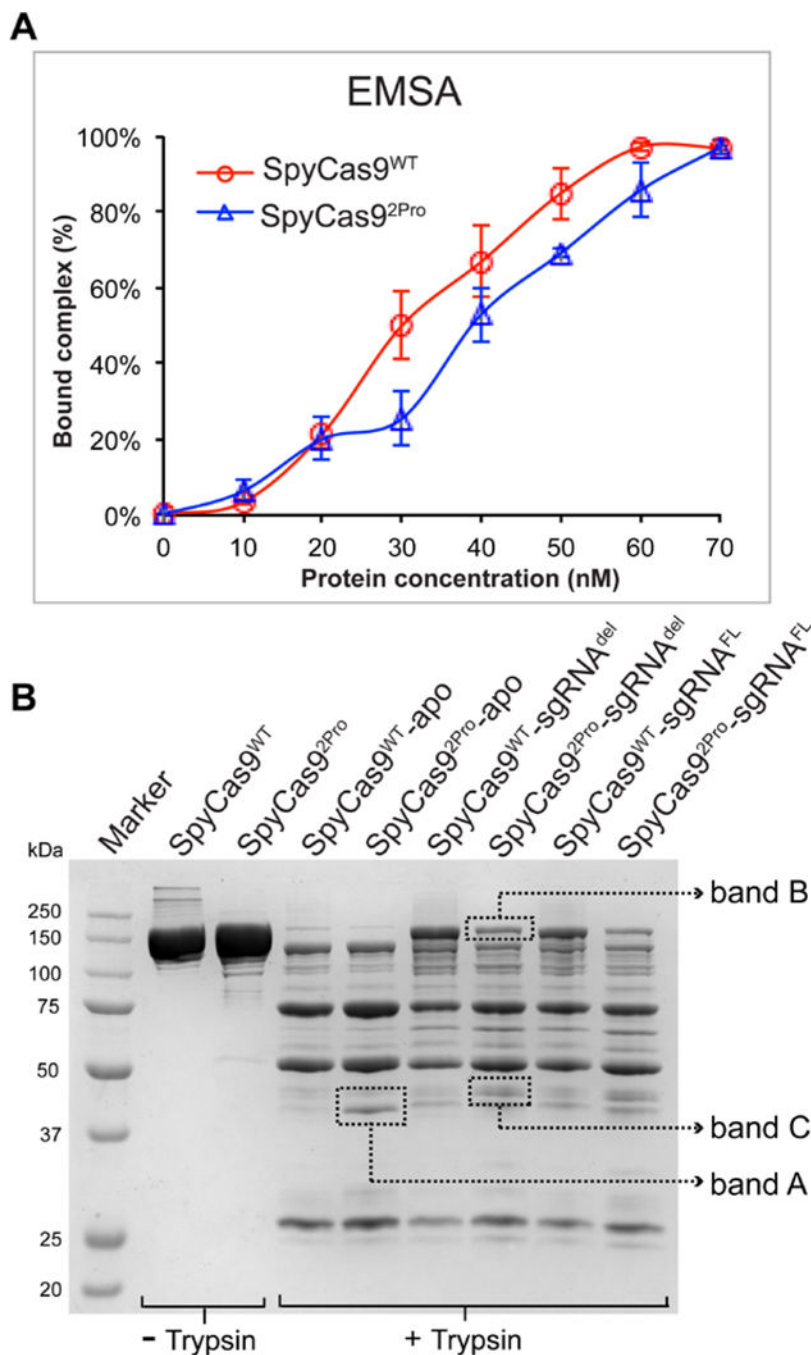 A
EMSA
100%
80%
60%
40%
20%
0%
Bound complex (%)
SpyCas9WT
SpyCas92Pro
0 10 20 30 40 50 60 70
Protein concentration (nM)
B
Marker
SpyCas9WT
SpyCas92Pro
SpyCas9WT-apo
SpyCas92Pro-apo
SpyCas9WT-sgRNAdel
SpyCas92Pro-sgRNAdel
SpyCas9WT-sgRNAFL
SpyCas92Pro-sgRNAFL
kDa
250
150
100
75
50
37
25
20
band B
band C
band A
- Trypsin
+ Trypsin